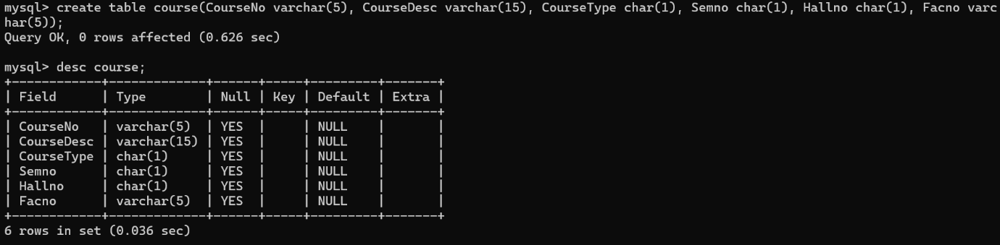 mysql> create table course(CourseNo varchar(5), CourseDesc varchar(15), CourseType char(1), Semno char(1), Hallno char(1), Facno varc
har(5));
Query OK, 0 rows affected (0.626 sec)

mysql> desc course;
+------------+-------------+------+-----+---------+-------+
| Field      | Type        | Null | Key | Default | Extra |
+------------+-------------+------+-----+---------+-------+
| CourseNo   | varchar(5)  | YES  |     | NULL    |       |
| CourseDesc | varchar(15) | YES  |     | NULL    |       |
| CourseType | char(1)     | YES  |     | NULL    |       |
| Semno      | char(1)     | YES  |     | NULL    |       |
| Hallno     | char(1)     | YES  |     | NULL    |       |
| Facno      | varchar(5)  | YES  |     | NULL    |       |
+------------+-------------+------+-----+---------+-------+
6 rows in set (0.036 sec)